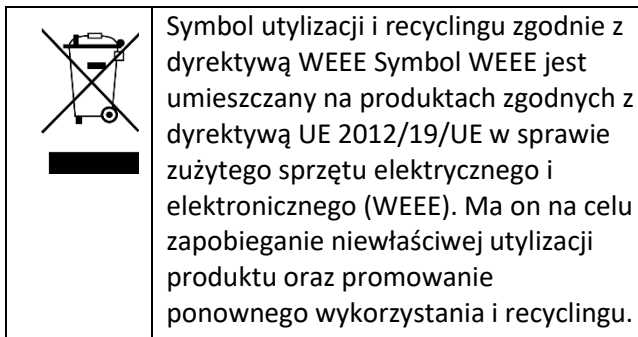 Symbol utylizacji i recyclingu zgodnie z
dyrektywą WEEE Symbol WEEE jest
umieszczany na produktach zgodnych z
dyrektywą UE 2012/19/UE w sprawie
zużytego sprzętu elektrycznego i
elektronicznego (WEEE). Ma on na celu
zapobieganie niewłaściwej utylizacji
produktu oraz promowanie
ponownego wykorzystania i recyclingu.